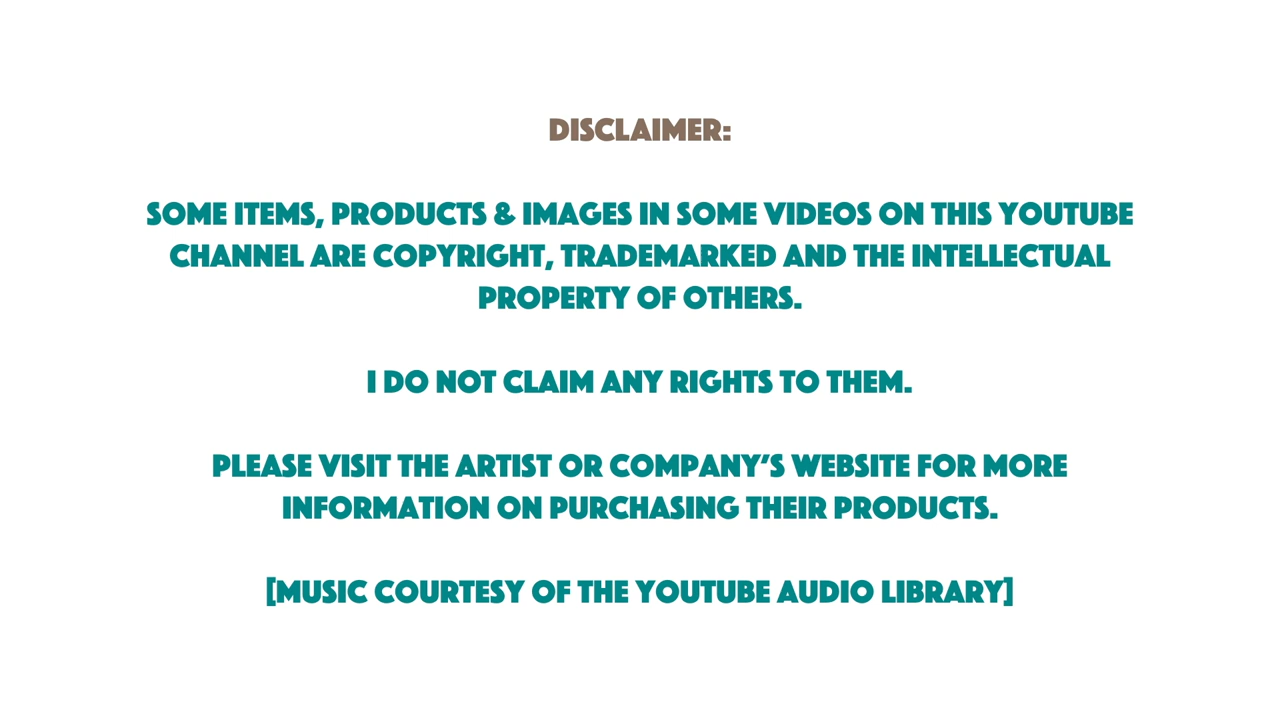 DISCLAIMER:
SOME ITEMS, PRODUCTS & IMAGES IN SOME VIDEOS ON THIS YOUTUBE
CHANNEL ARE COPYRIGHT, TRADEMARKED AND THE INTELLECTUAL
PROPERTY OF OTHERS.
I DO NOT CLAIM ANY RIGHTS TO THEM.
PLEASE VISIT THE ARTIST OR COMPANY’S WEBSITE FOR MORE
INFORMATION ON PURCHASING THEIR PRODUCTS.
[MUSIC COURTESY OF THE YOUTUBE AUDIO LIBRARY]